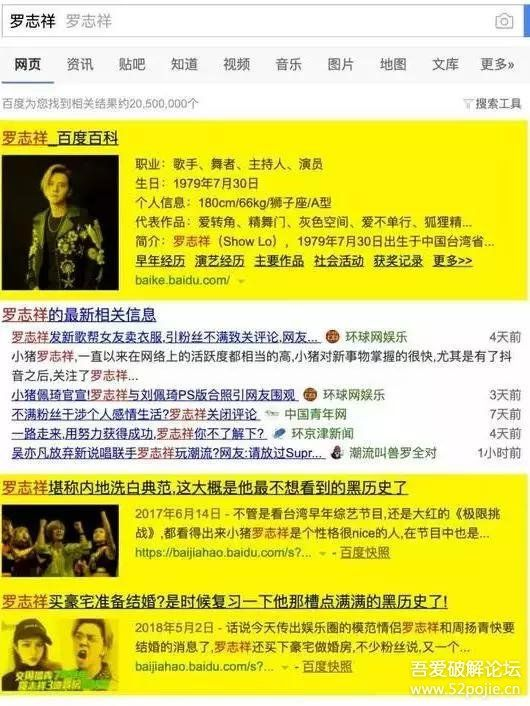 罗志祥 罗志祥
网页 资讯 贴吧 知道 视频 音乐 图片 地图 文库 更多»
百度为您找到相关结果约20,500,000个 搜索工具
罗志祥_百度百科
职业：歌手、舞者、主持人、演员
生日：1979年7月30日
个人信息：180cm/66kg/狮子座/A型
代表作品：爱转角、精舞门、灰色空间、爱不单行、狐狸精...
简介：罗志祥（Show Lo），1979年7月30日出生于中国台湾省...
早年经历 演艺经历 主要作品 社会活动 获奖记录 更多>>
baike.baidu.com/
罗志祥的最新相关信息
罗志祥发新歌帮女友卖衣服,引粉丝不满致关评论,网友... 环球网娱乐 4天前
小猪罗志祥,一直以来在网络上的活跃度都相当的高,小猪对新事物掌握的很快,尤其是有了抖
音之后,关注了罗志祥...
小猪佩琦官宣!罗志祥与刘佩琦PS版合照引网友围观 环球网娱乐 3天前
不满粉丝干涉个人感情生活?罗志祥关闭评论 中国青年网 7天前
一路走来,用努力获得成功,罗志祥你不了解下? 环京津新闻 4天前
吴亦凡放弃新说唱联手罗志祥玩潮流?网友:请放过Supr... 潮流叫兽罗全对 1小时前
罗志祥堪称内地洗白典范,这大概是他最不想看到的黑历史了
2017年6月14日 - 不管是看台湾早年综艺节目,还是大红的《极限挑
战》,都看得出来小猪罗志祥是个性格很nice的人,在节目中也是...
https://baijiahao.baidu.com/s?... - 百度快照
罗志祥买豪宅准备结婚?是时候复习一下他那槽点满满的黑历史了!
2018年5月2日 - 话说今天传出娱乐圈的模范情侣罗志祥和周扬青快要
结婚的消息了,罗志祥还买下豪宅做婚房,不少粉丝说,又一个...
baijiahao.baidu.com/s?... - 百度快照
吾爱破解论坛
www.52pojie.cn